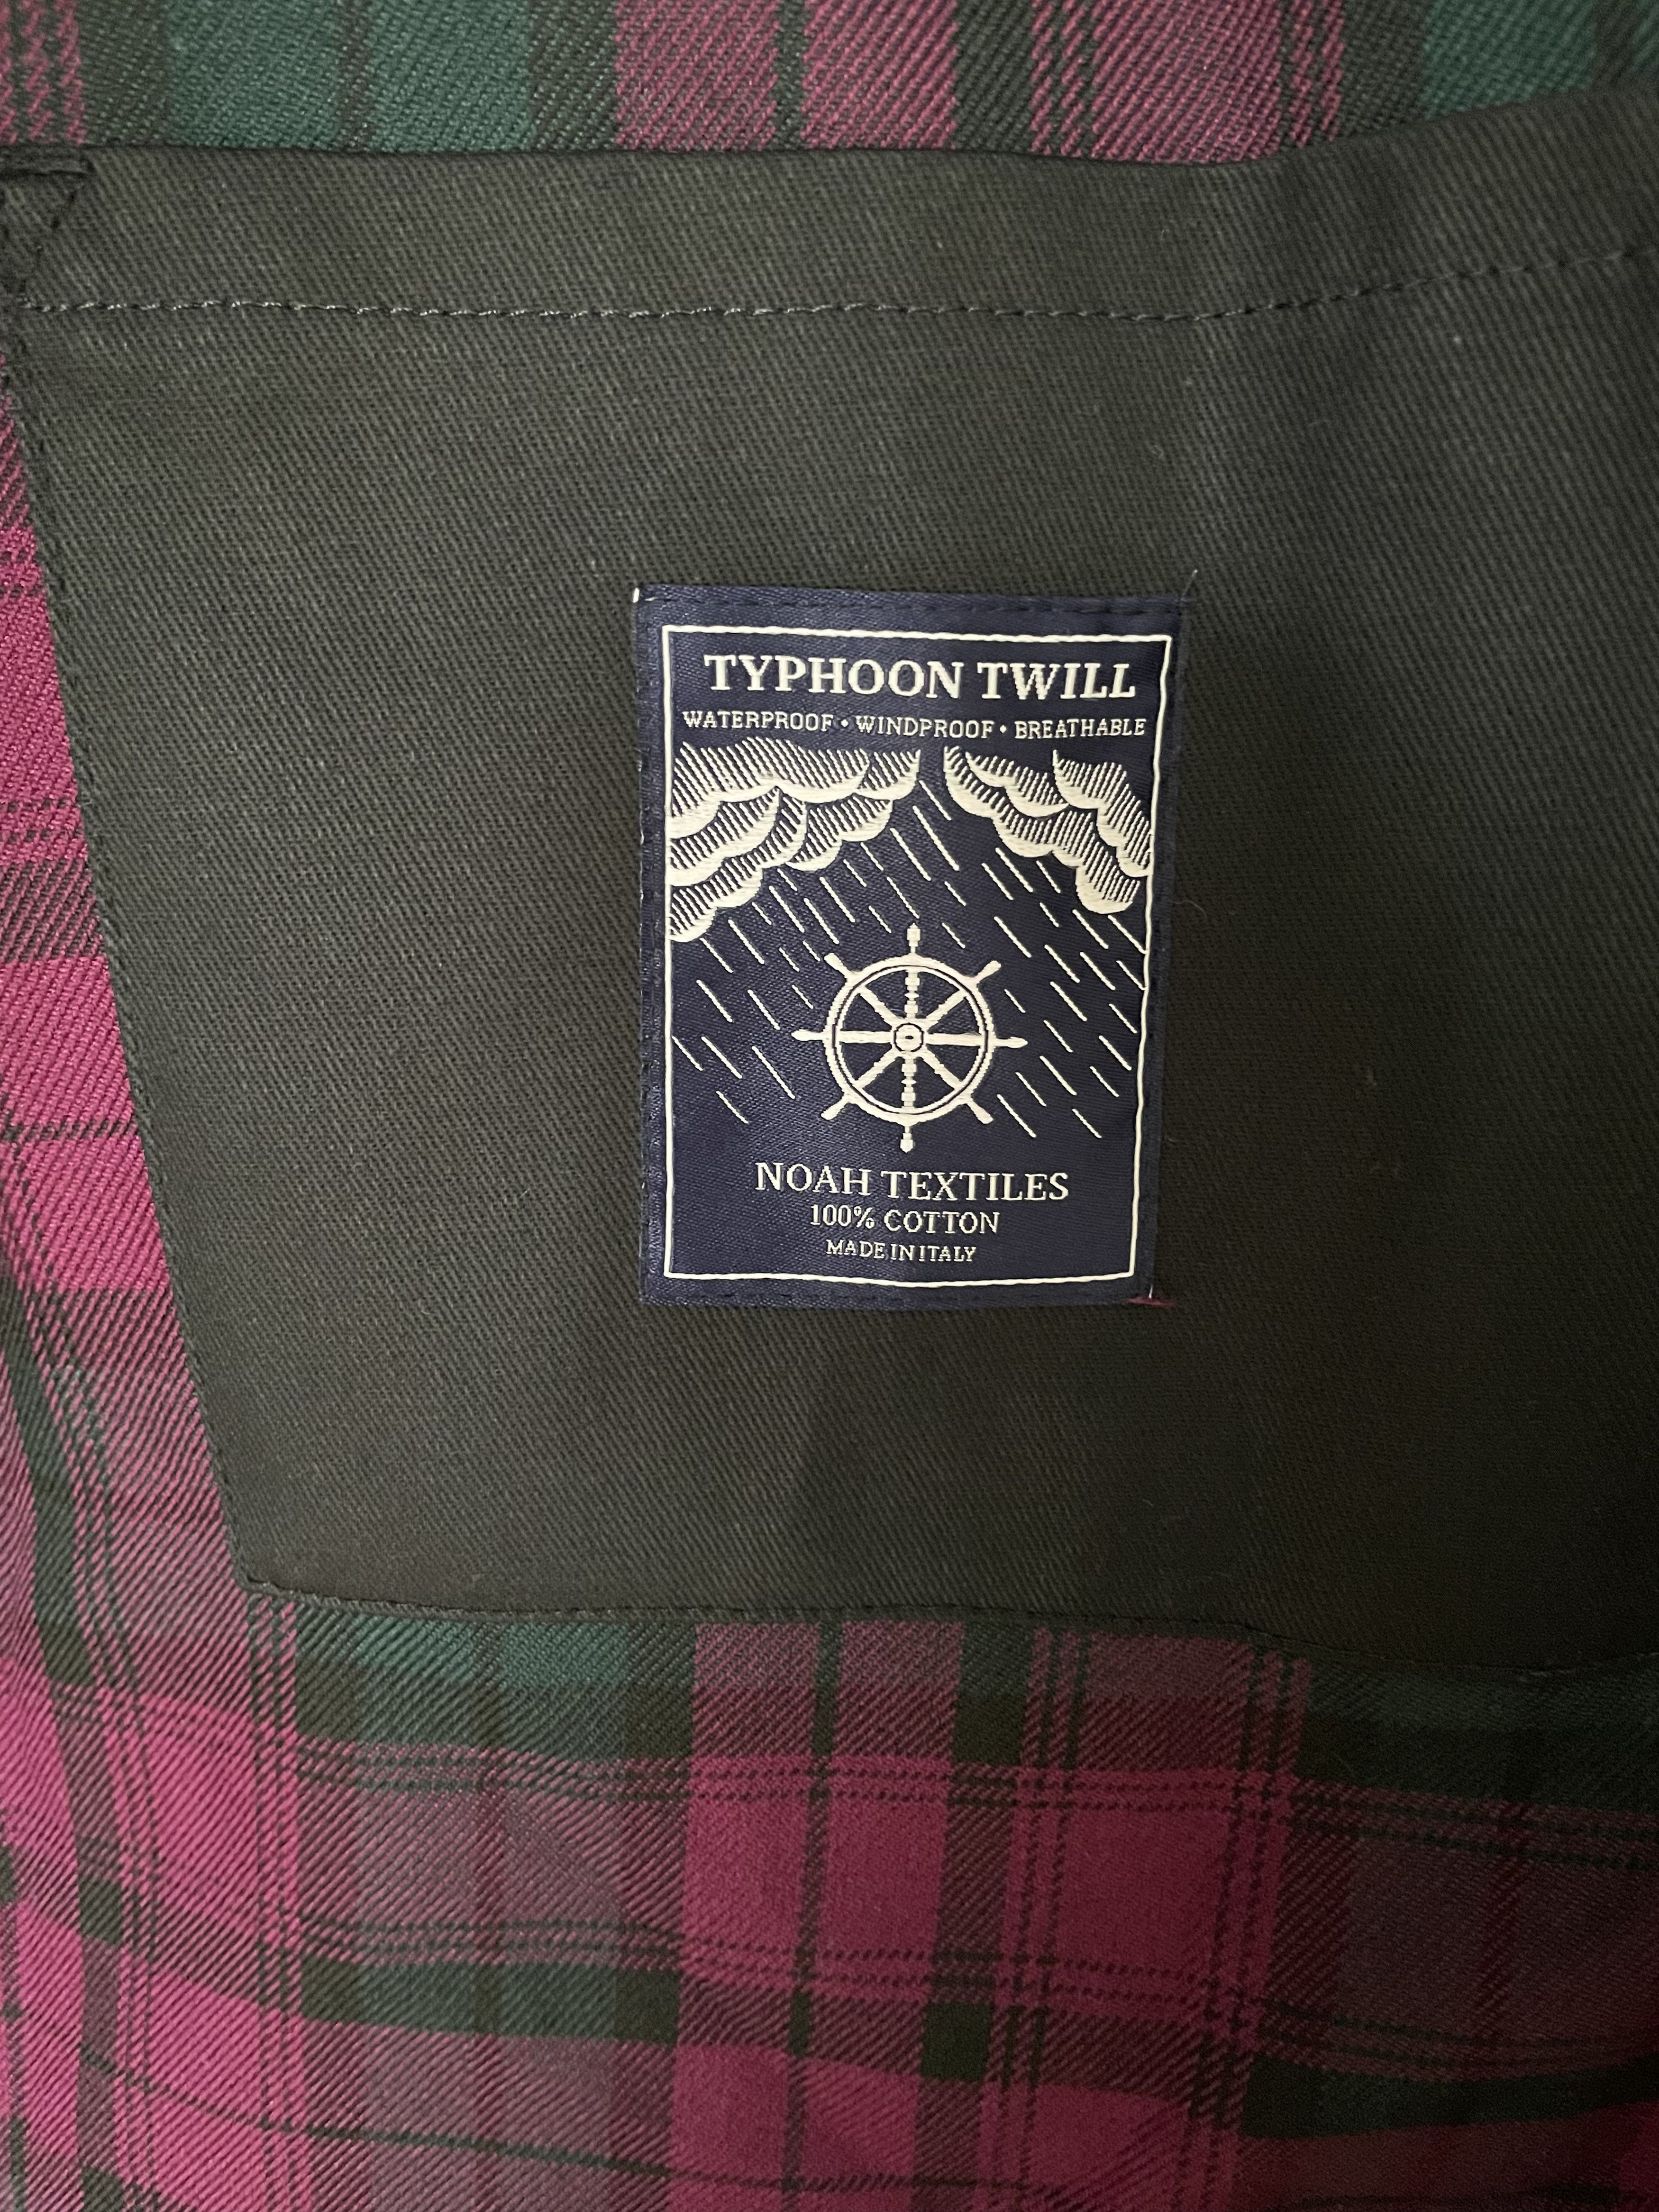 TYPHOON TWILL
WATERPROOF • WINDPROOF • BREATHABLE
NOAH TEXTILES
100% COTTON
MADE IN ITALY